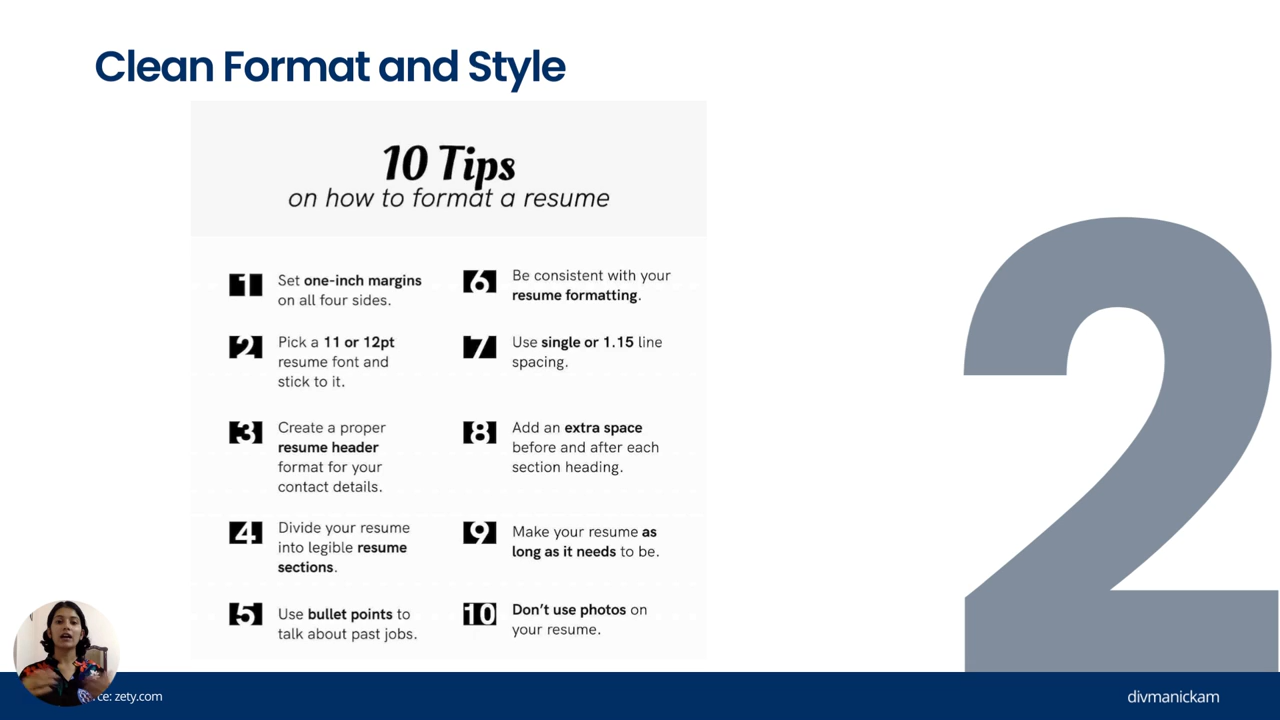 Clean Format and Style
10 Tips
on how to format a resume
1
Set one-inch margins
on all four sides.
2
Pick a 11 or 12pt
resume font and
stick to it.
3
Create a proper
resume header
format for your
contact details.
4
Divide your resume
into legible resume
sections.
5
Use bullet points to
talk about past jobs.
6
Be consistent with your
resume formatting.
7
Use single or 1.15 line
spacing.
8
Add an extra space
before and after each
section heading.
9
Make your resume as
long as it needs to be.
10
Don't use photos on
your resume.
2
zety.com
divmanickam